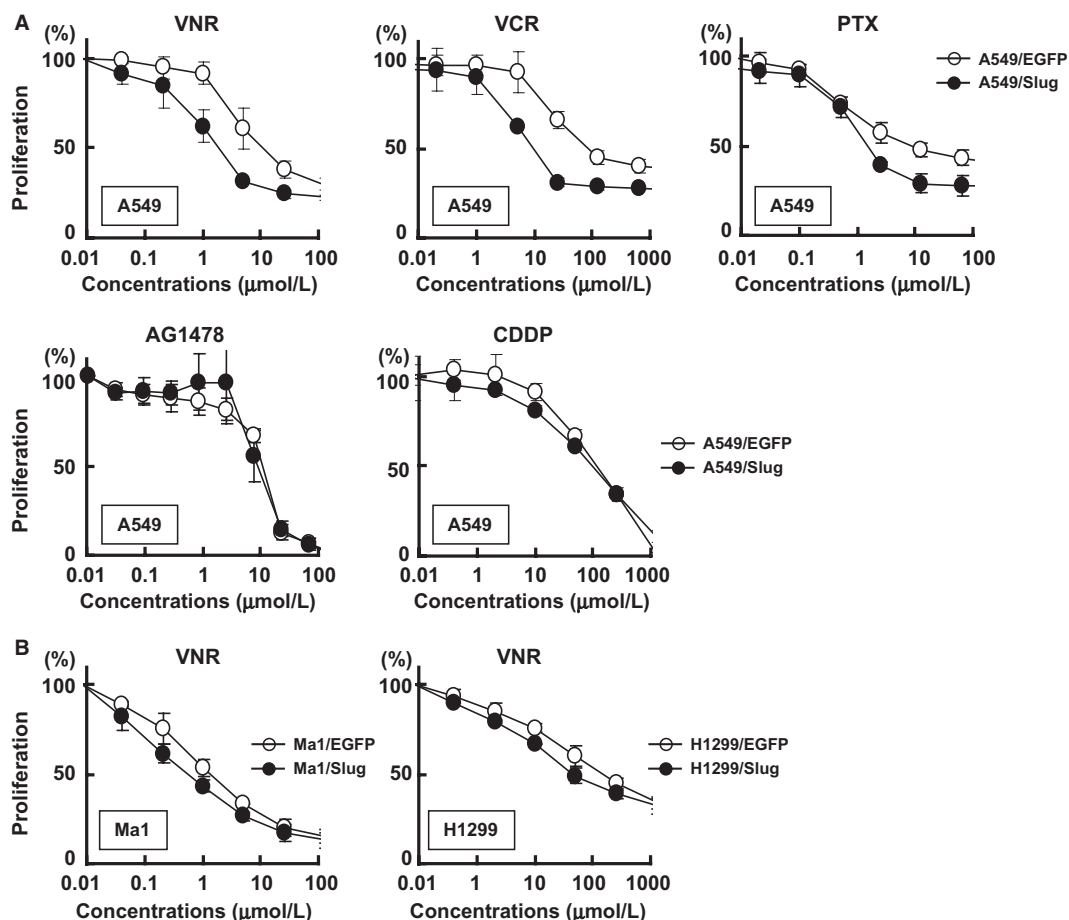 A
VNR
VCR
PTX
(%)
(%)
(%)
100
100
100
A549/EGFP
A549/Slug
Proliferation
50
50
50
A549
A549
A549
0
0
0
0.01 0.1 1 10 100
0.01 0.1 1 10 100 1000
0.01 0.1 1 10 100
Concentrations (μmol/L)
Concentrations (μmol/L)
Concentrations (μmol/L)
AG1478
CDDP
(%)
(%)
100
100
Proliferation
50
50
A549/EGFP
A549/Slug
A549
A549
0
0
0.01 0.1 1 10 100
0.01 1 10 100 1000
Concentrations (μmol/L)
Concentrations (μmol/L)
B
VNR
VNR
(%)
(%)
100
100
Proliferation
Ma1/EGFP
Ma1/Slug
H1299/EGFP
H1299/Slug
50
50
Ma1
H1299
0
0
0.01 0.1 1 10 100
0.01 1 10 100 1000
Concentrations (μmol/L)
Concentrations (μmol/L)